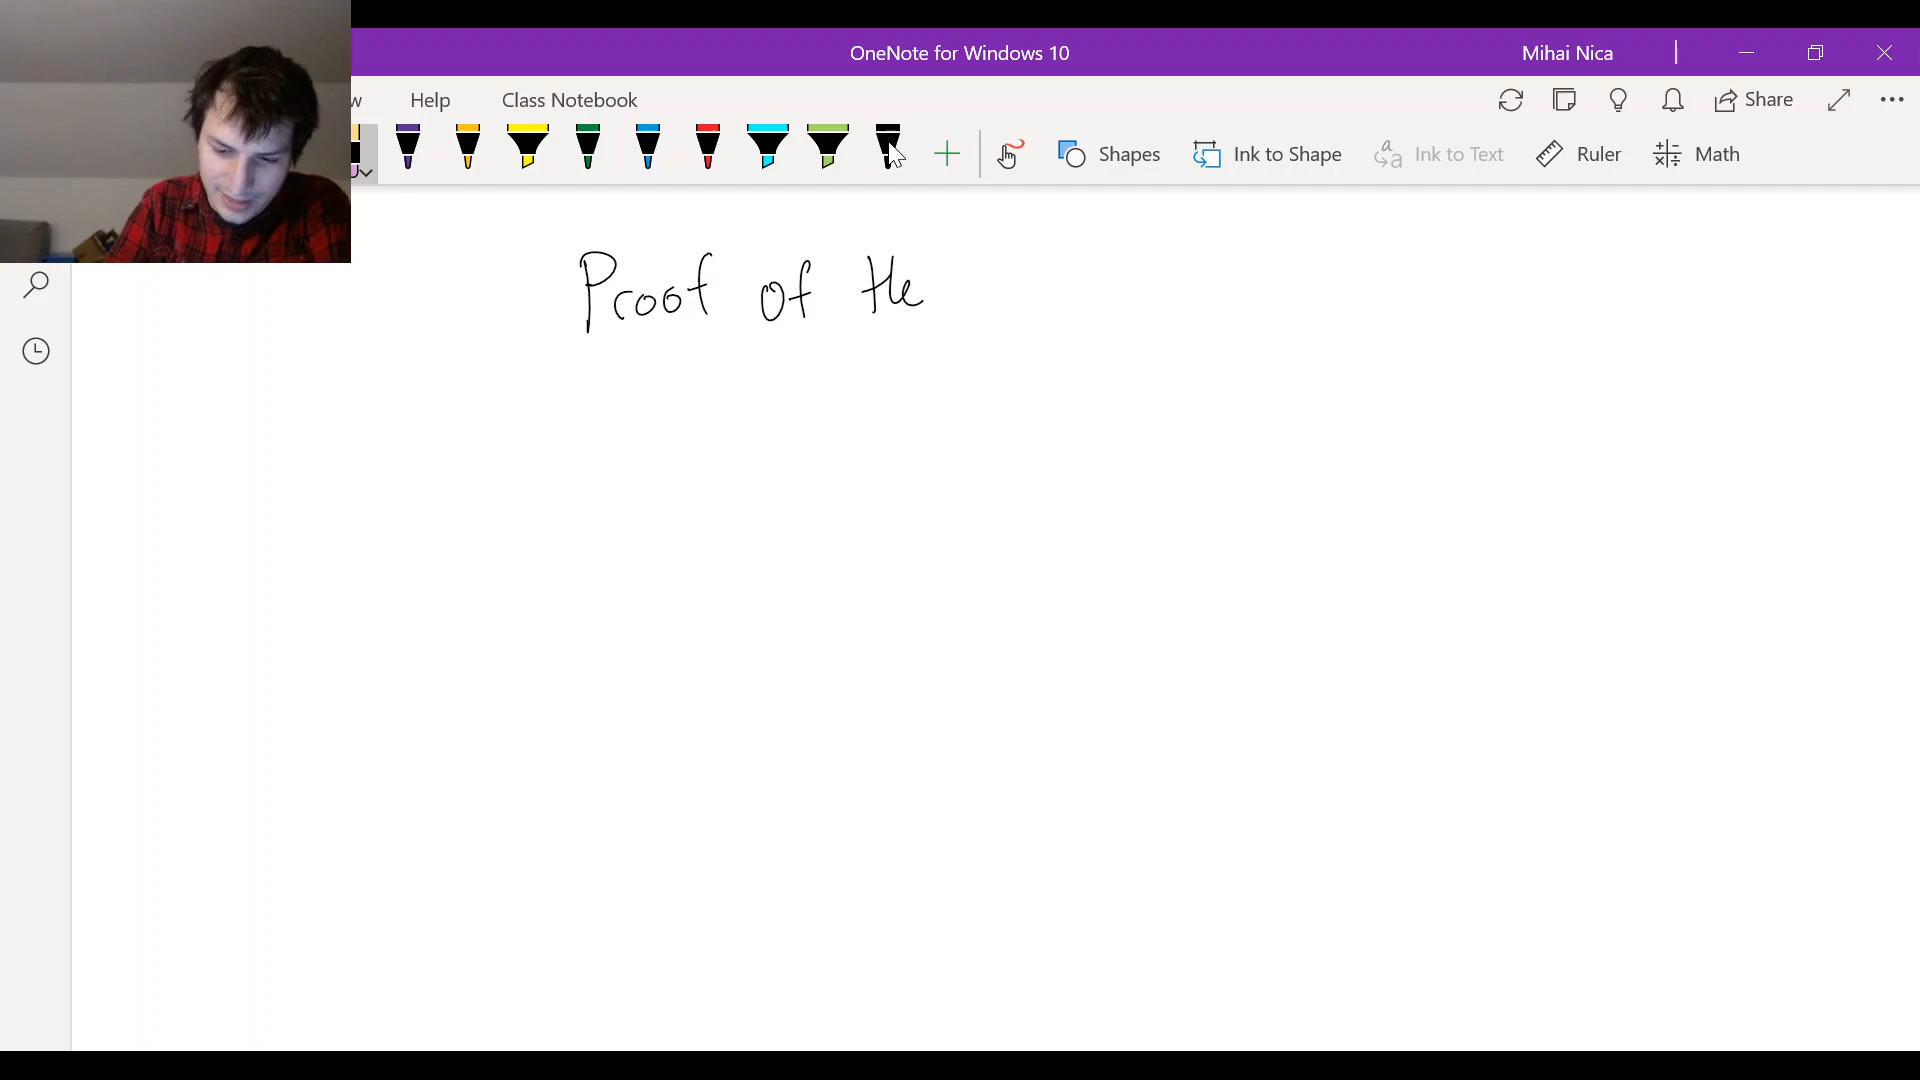 OneNote for Windows 10
Mihai Nica
w Help Class Notebook
Share
Shapes Ink to Shape Ink to Text Ruler Math
Proof of the